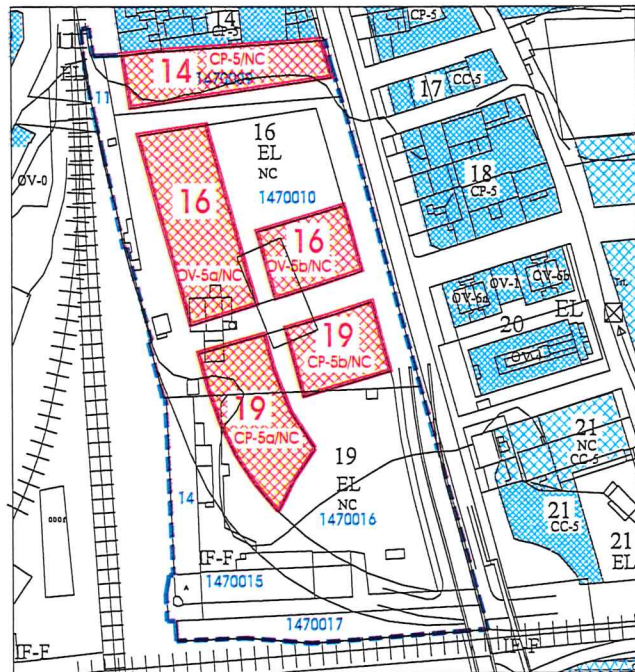 14
CP-5
14
CP-5/NC
1470009
EL
11
17
CC-5
16
EL
NC
1470010
18
CP-5
OV-0
16
OV-5a/NC
16
OV-5b/NC
OV-6a
OV-1
OV-6b
20
EL
19
CP-5b/NC
19
CP-5a/NC
19
EL
NC
1470016
21
NC
CC-5
21
CC-5
21
EL
14
IF-F
1470015
1470017
IF-F
IF-F